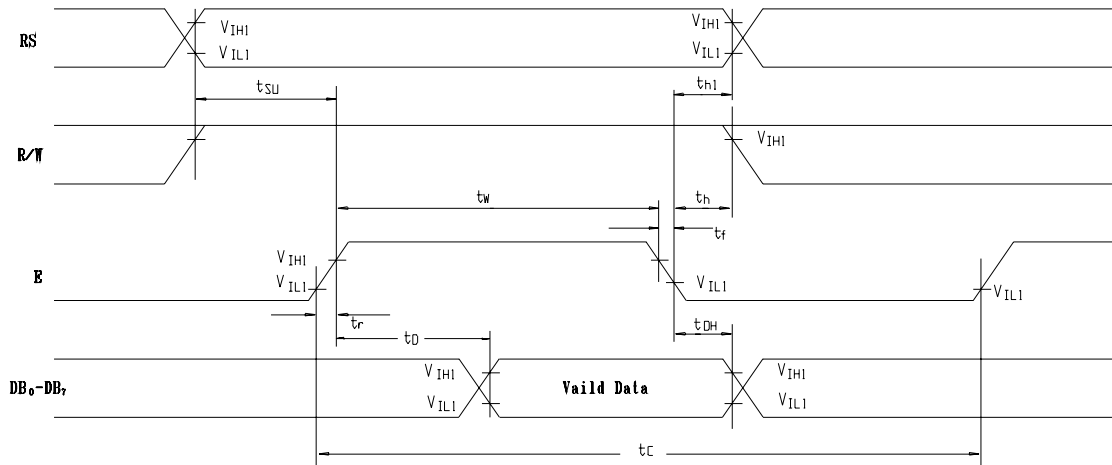 RS
VIH1
VIL1
VIH1
VIL1
tSU
th1
R/W
VIH1
tW
th
tf
E
VIH1
VIL1
VIL1
VIL1
tr
tD
tDH
DB0-DB7
VIH1
VIL1
Vaild Data
VIH1
VIL1
tC